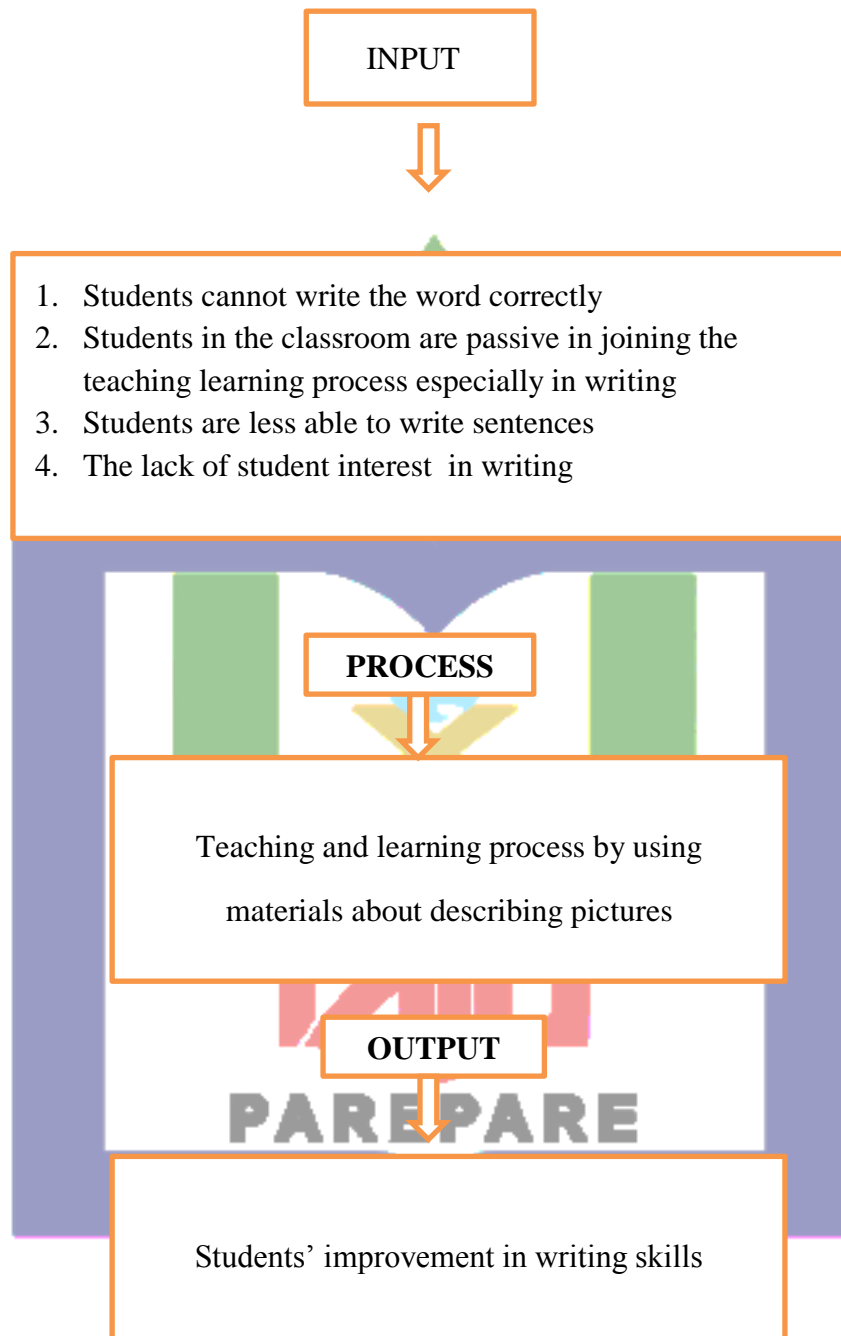 INPUT
1. Students cannot write the word correctly
2. Students in the classroom are passive in joining the
teaching learning process especially in writing
3. Students are less able to write sentences
4. The lack of student interest  in writing
PROCESS
Teaching and learning process by using
materials about describing pictures
OUTPUT
PAREPARE
Students’ improvement in writing skills